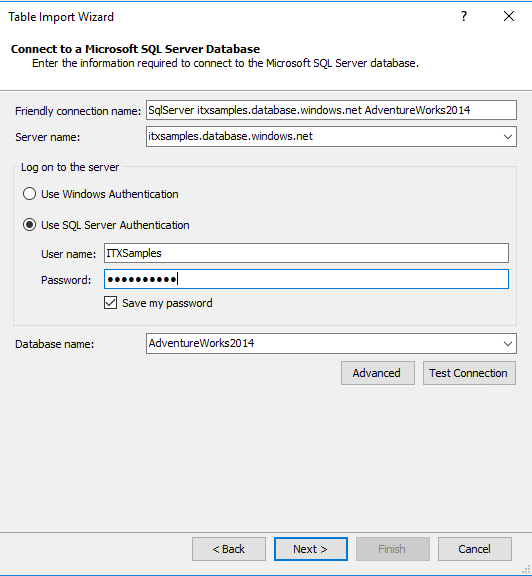 Table Import Wizard
?
Connect to a Microsoft SQL Server Database
Enter the information required to connect to the Microsoft SQL Server database.
Friendly connection name: SqlServer itxsamples.database.windows.net AdventureWorks2014
Server name: itxsamples.database.windows.net
Log on to the server
Use Windows Authentication
Use SQL Server Authentication
User name: ITXSamples
Password: ●●●●●●●●●●
Save my password
Database name: AdventureWorks2014
Advanced Test Connection
< Back Next > Finish Cancel